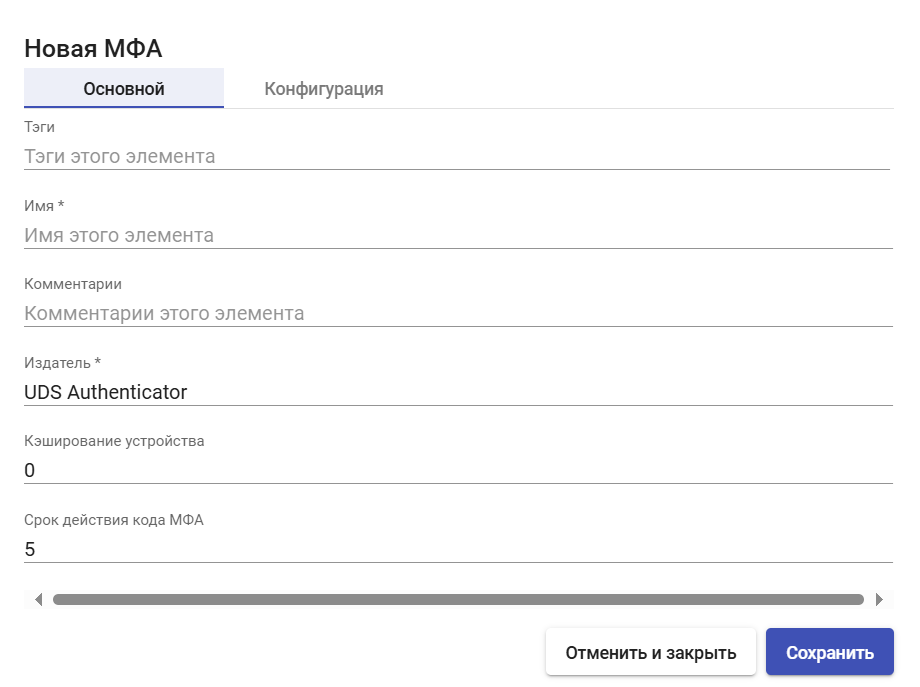 Новая МФА
Основной Конфигурация
Тэги
Тэги этого элемента
Имя *
Имя этого элемента
Комментарии
Комментарии этого элемента
Издатель *
UDS Authenticator
Кэширование устройства
0
Срок действия кода МФА
5
Отменить и закрыть Сохранить